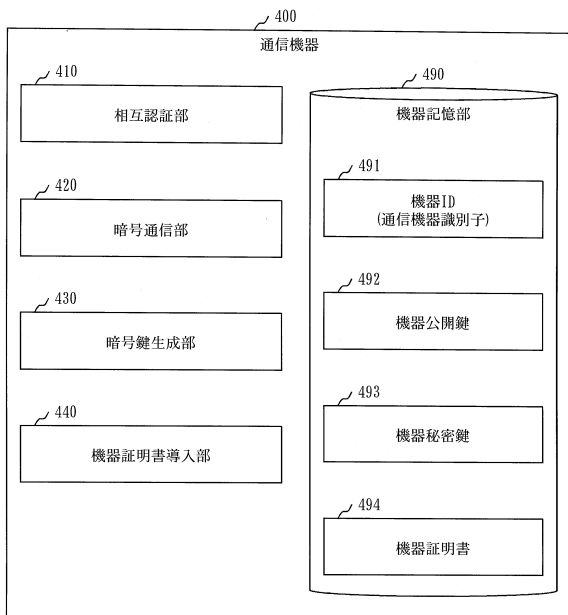 400
通信機器
410
相互認証部
420
暗号通信部
430
暗号鍵生成部
440
機器証明書導入部
490
機器記憶部
491
機器ID
(通信機器識別子)
492
機器公開鍵
493
機器秘密鍵
494
機器証明書